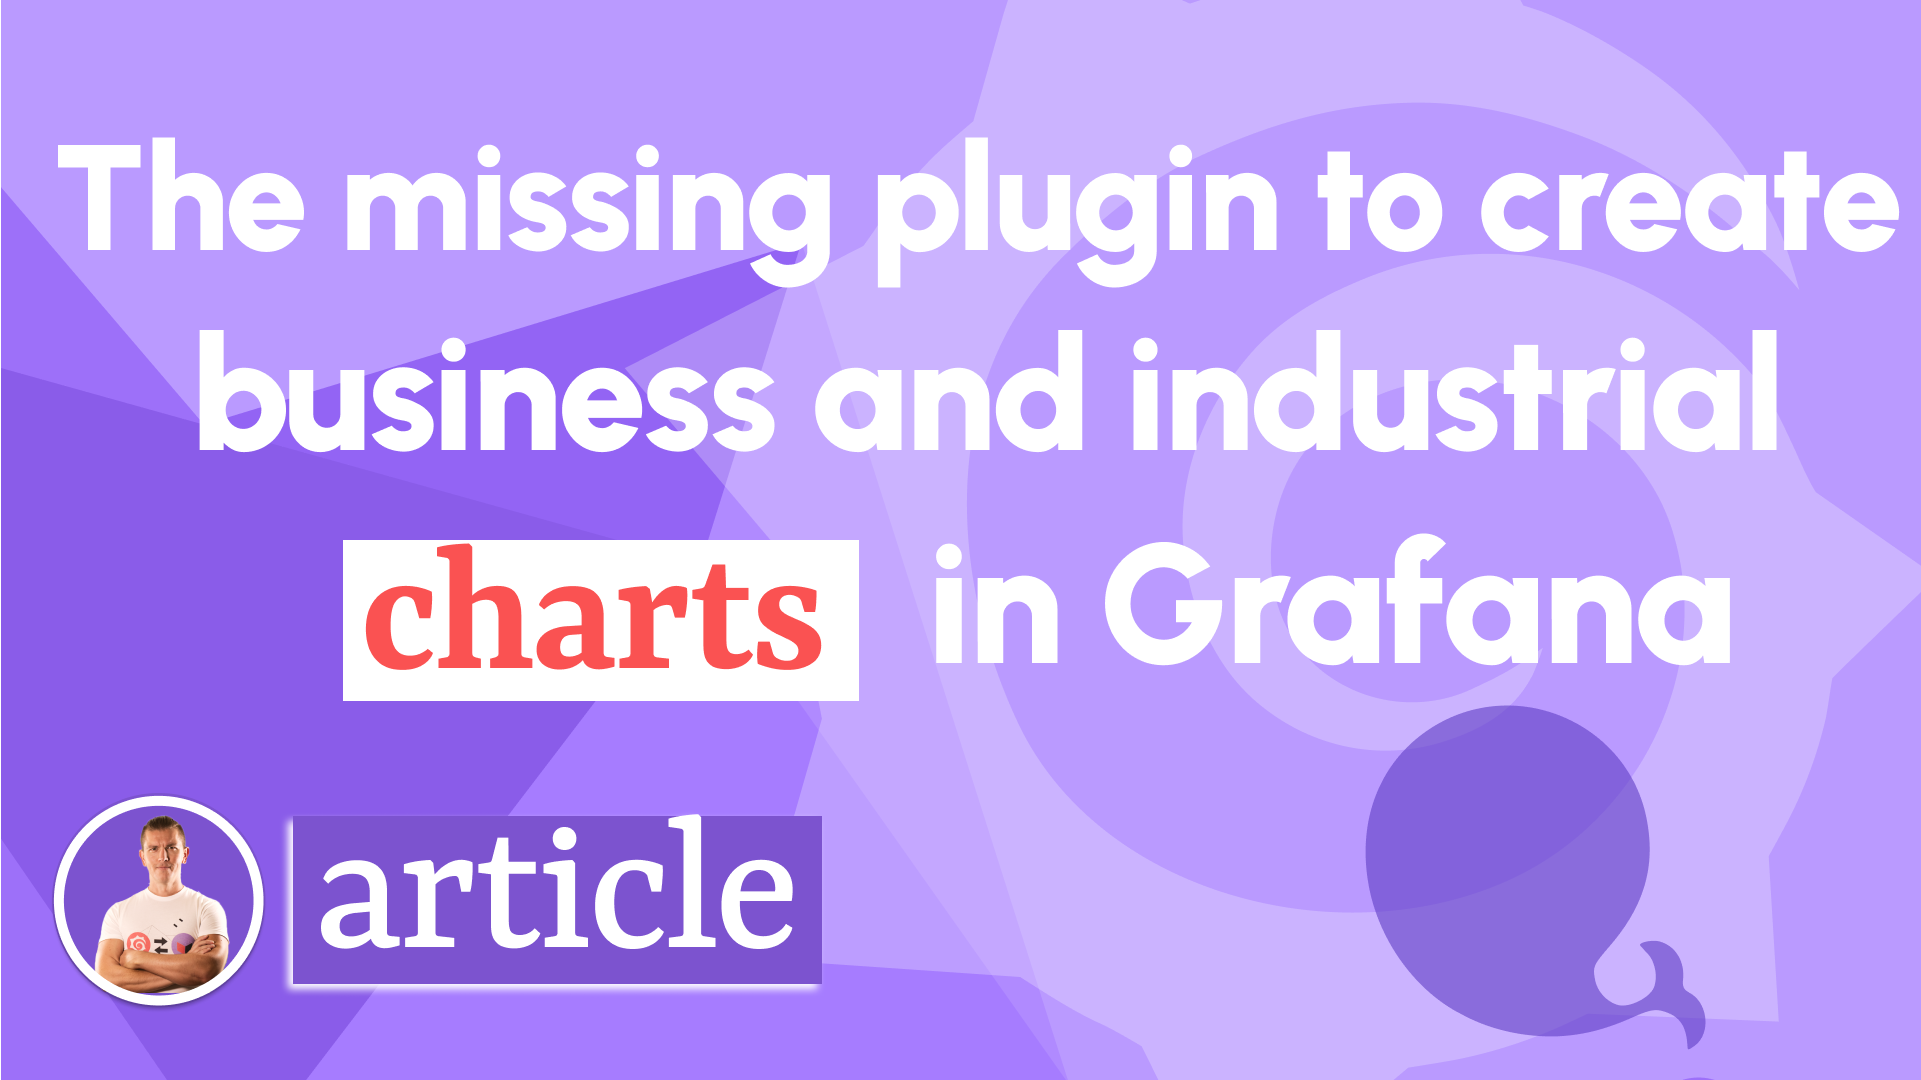 The missing plugin to create
business and industrial
charts in Grafana
article